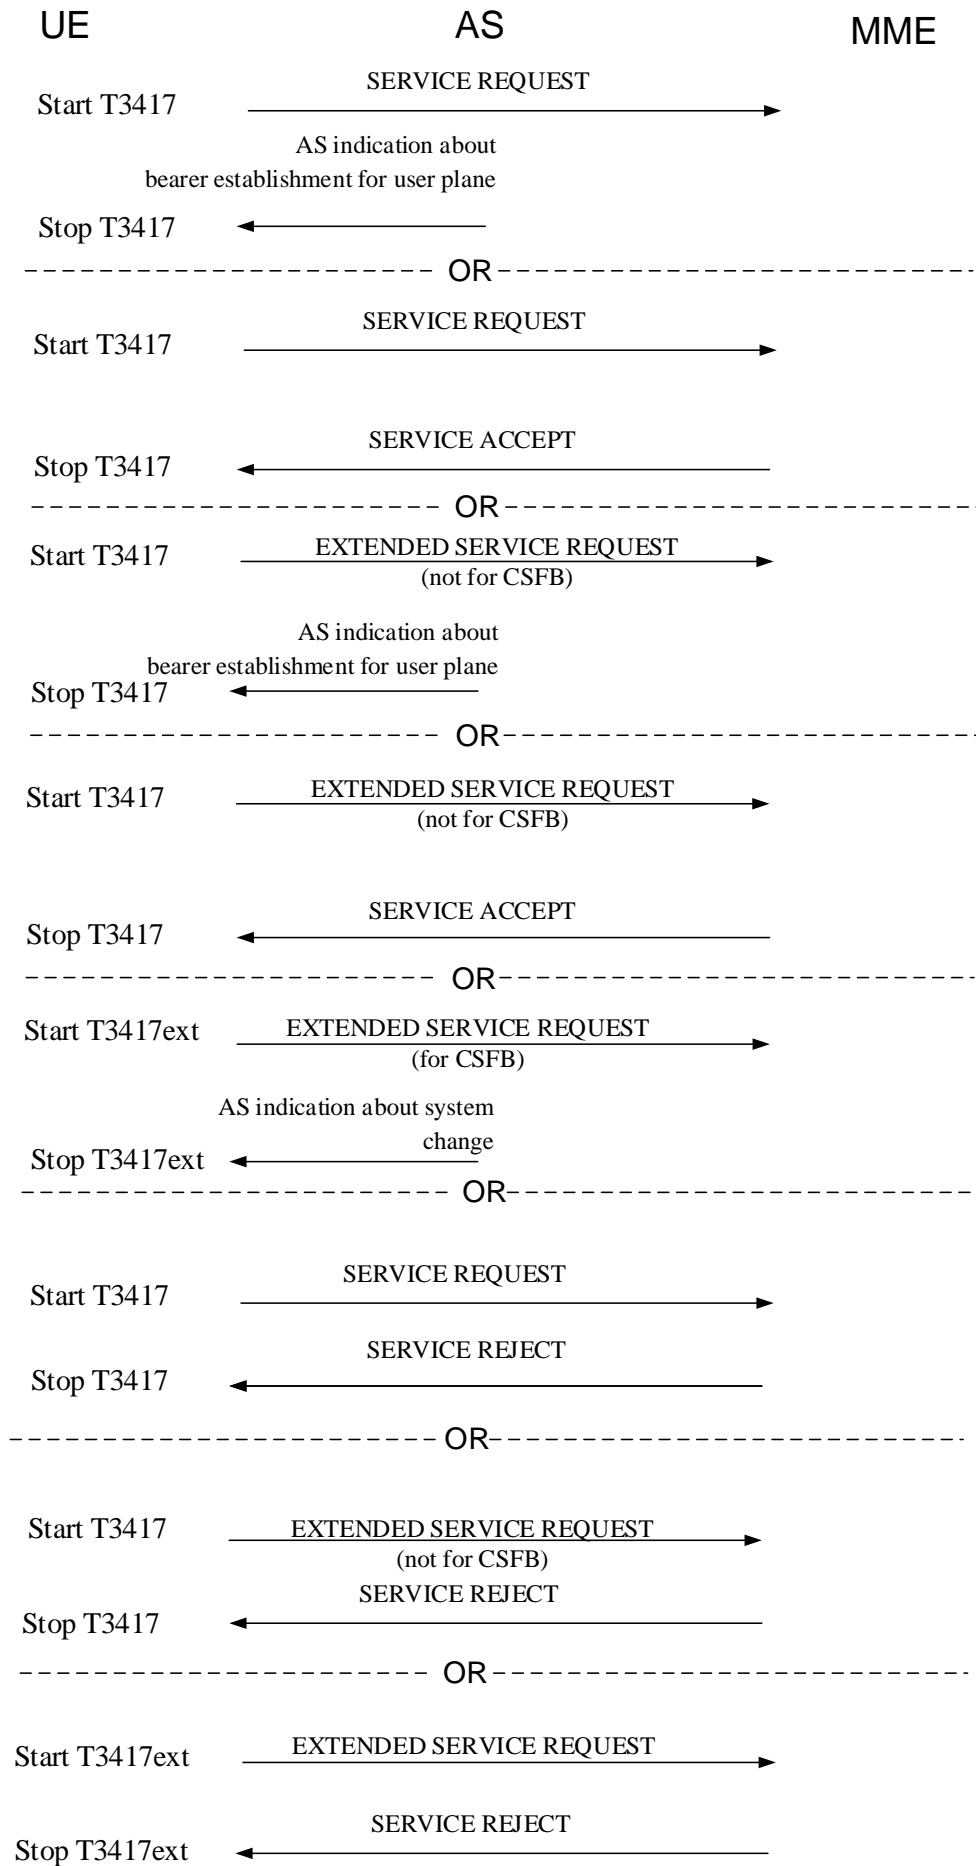 UE AS MME
SERVICE REQUEST
Start T3417
AS indication about
bearer establishment for user plane
Stop T3417
OR
SERVICE REQUEST
Start T3417
SERVICE ACCEPT
Stop T3417
OR
Start T3417 EXTENDED SERVICE REQUEST
(not for CSFB)
AS indication about
bearer establishment for user plane
Stop T3417
OR
Start T3417 EXTENDED SERVICE REQUEST
(not for CSFB)
SERVICE ACCEPT
Stop T3417
OR
Start T3417ext EXTENDED SERVICE REQUEST
(for CSFB)
AS indication about system
change
Stop T3417ext
OR
SERVICE REQUEST
Start T3417
SERVICE REJECT
Stop T3417
OR
Start T3417 EXTENDED SERVICE REQUEST
(not for CSFB)
SERVICE REJECT
Stop T3417
OR
Start T3417ext EXTENDED SERVICE REQUEST
SERVICE REJECT
Stop T3417ext